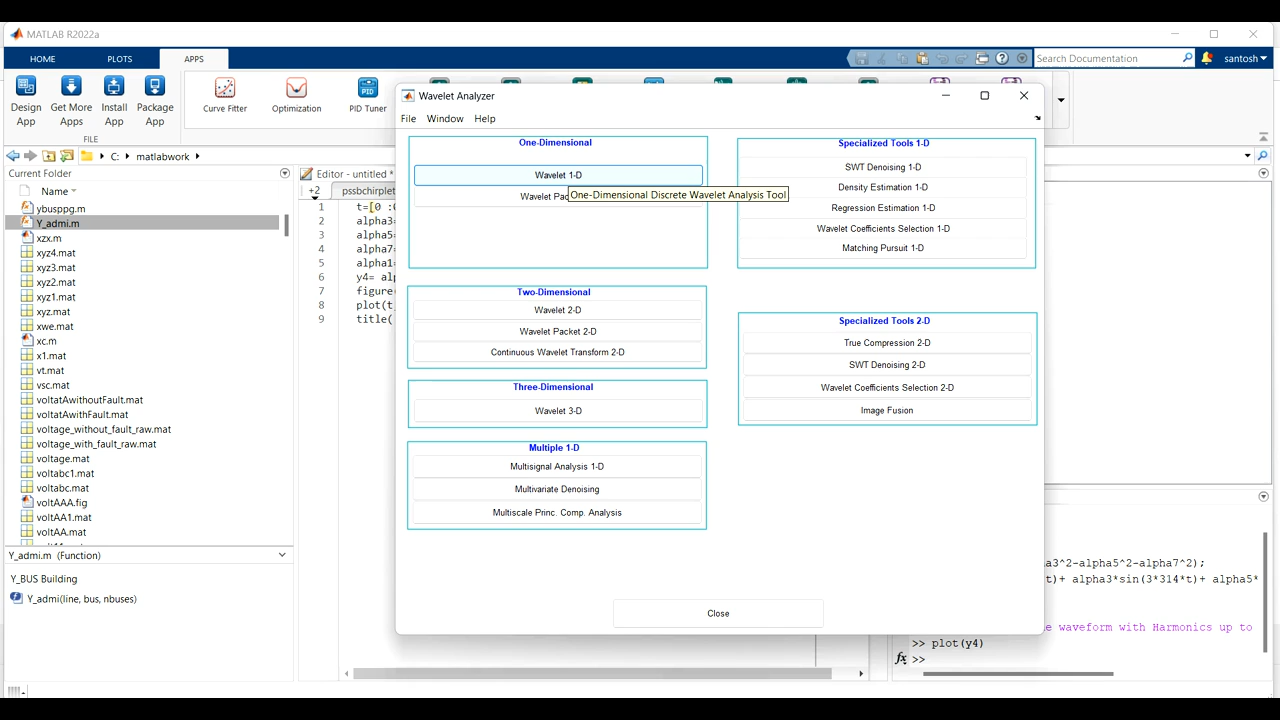 MATLAB R2022a
HOME
PLOTS
APPS
Search Documentation
santosh
Design App
Get More Apps
Install App
Package App
Curve Fitter
Optimization
PID Tuner
FILE
C:
matlabwork
Current Folder
Name
ybusppg.m
Y_admi.m
xzx.m
xyz4.mat
xyz3.mat
xyz2.mat
xyz1.mat
xyz.mat
xwe.mat
xc.m
x1.mat
vt.mat
vsc.mat
voltatAwithoutFault.mat
voltatAwithFault.mat
voltage_without_fault_raw.mat
voltage_with_fault_raw.mat
voltage.mat
voltabc1.mat
voltabc.mat
voltAAA.fig
voltAA1.mat
voltAA.mat
Y_admi.m (Function)
Y_BUS Building
Y_admi(line, bus, nbuses)
Editor - untitled *
+2
pssbchirplet
1 t=[0 :0
2 alpha3=
3 alpha5=
4 alpha7=
5 alpha1=
6 y4= alp
7 figure(
8 plot(t,
9 title(
Wavelet Analyzer
File
Window
Help
One-Dimensional
Wavelet 1-D
Wavelet Pac
One-Dimensional Discrete Wavelet Analysis Tool
Two-Dimensional
Wavelet 2-D
Wavelet Packet 2-D
Continuous Wavelet Transform 2-D
Three-Dimensional
Wavelet 3-D
Multiple 1-D
Multisignal Analysis 1-D
Multivariate Denoising
Multiscale Princ. Comp. Analysis
Specialized Tools 1-D
SWT Denoising 1-D
Density Estimation 1-D
Regression Estimation 1-D
Wavelet Coefficients Selection 1-D
Matching Pursuit 1-D
Specialized Tools 2-D
True Compression 2-D
SWT Denoising 2-D
Wavelet Coefficients Selection 2-D
Image Fusion
Close
a3^2-alpha5^2-alpha7^2);
t)+ alpha3*sin(3*314*t)+ alpha5*
e waveform with Harmonics up to
>> plot(y4)
fx >>